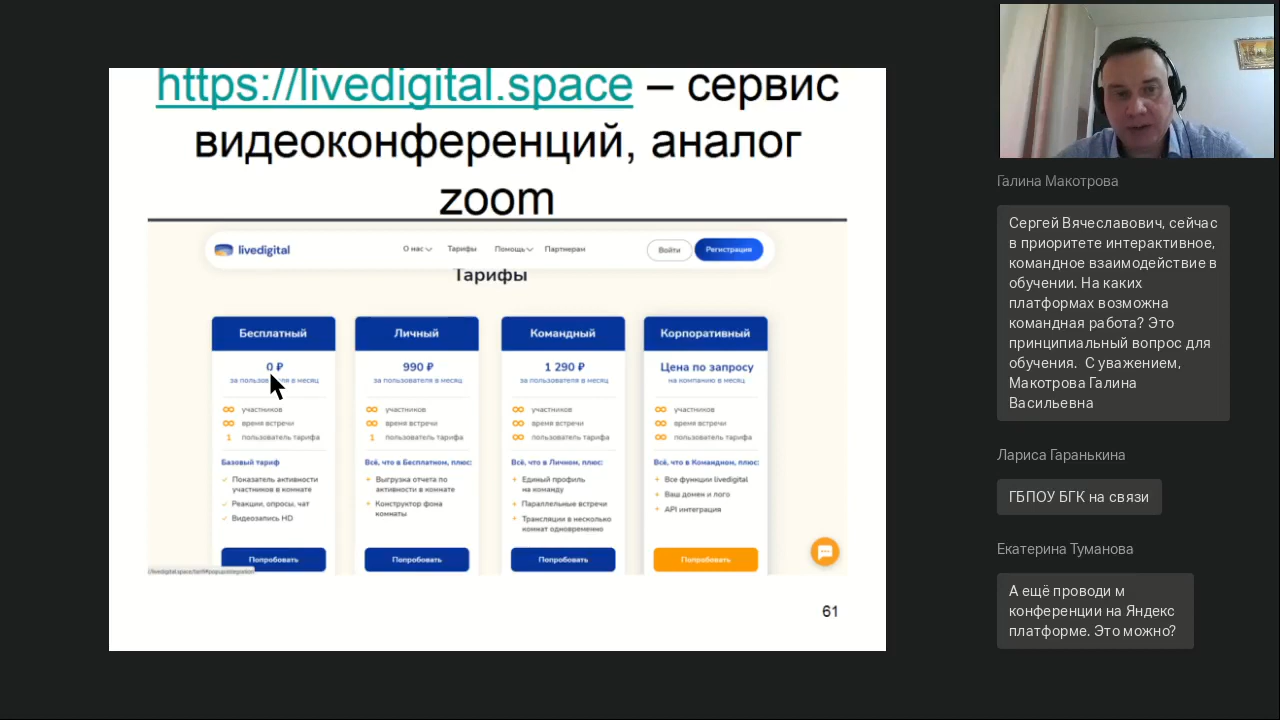 https://livedigital.space – сервис
видеоконференций, аналог
zoom
livedigital
О нас
Тарифы
Помощь
Партнерам
Войти
Регистрация
Тарифы
Бесплатный
0 ₽
за пользователя в месяц
∞ участников
∞ время встречи
1 пользователь тарифа
Базовый тариф
Показатель активности
участников в комнате
Реакции, опросы, чат
Видеозапись HD
Попробовать
Личный
990 ₽
за пользователя в месяц
∞ участников
∞ время встречи
1 пользователь тарифа
Всё, что в Бесплатном, плюс:
Выгрузка отчета по
активности в комнате
Конструктор фона
комнаты
Попробовать
Командный
1 290 ₽
за пользователя в месяц
∞ участников
∞ время встречи
∞ пользователь тарифа
Всё, что в Личном, плюс:
Единый профиль
на команду
Параллельные встречи
Трансляции в несколько
комнат одновременно
Попробовать
Корпоративный
Цена по запросу
на компанию в месяц
∞ участников
∞ время встречи
∞ пользователь тарифа
Всё, что в Командном, плюс:
Все функции livedigital
Ваш домен и лого
API интеграция
Попробовать
61
Галина Макотрова
Сергей Вячеславович, сейчас
в приоритете интерактивное,
командное взаимодействие в
обучении. На каких
платформах возможна
командная работа? Это
принципиальный вопрос для
обучения. С уважением,
Макотрова Галина
Васильевна
Лариса Гаранькина
ГБПОУ БГК на связи
Екатерина Туманова
А ещё проводи м
конференции на Яндекс
платформе. Это можно?